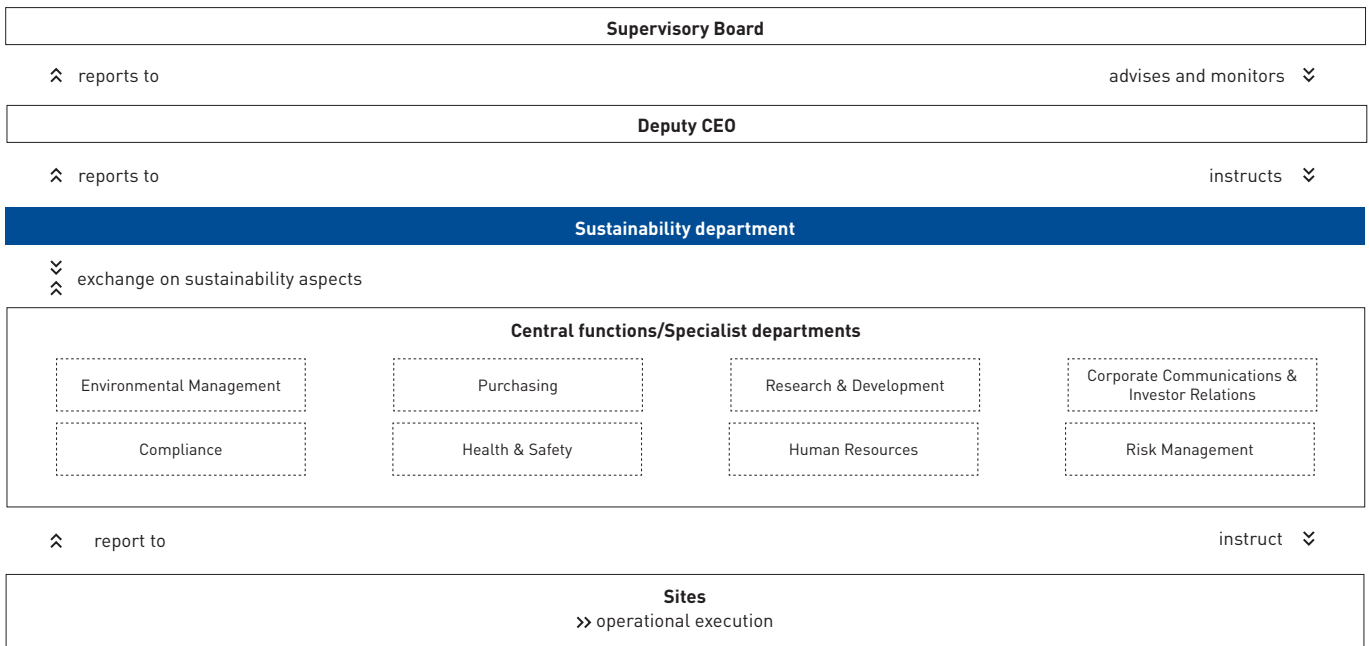 Supervisory Board
reports to
advises and monitors
Deputy CEO
reports to
instructs
Sustainability department
exchange on sustainability aspects
Central functions/Specialist departments
Environmental Management
Purchasing
Research & Development
Corporate Communications &
Investor Relations
Compliance
Health & Safety
Human Resources
Risk Management
report to
instruct
Sites
>> operational execution